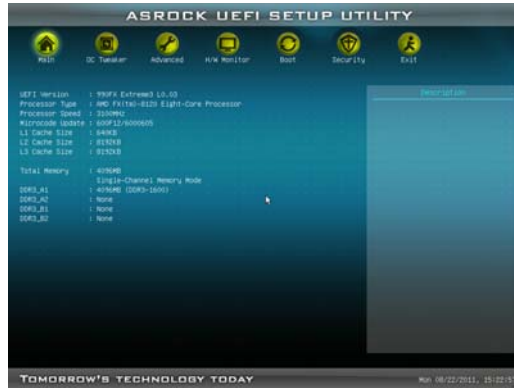 ASROCK UEFI SETUP UTILITY
Main OC Tweaker Advanced H/W Monitor Boot Security Exit
UEFI Version : 990FX Extreme3 L0.03
Processor Type : AMD FX(tm)-8120 Eight-Core Processor
Processor Speed : 3100MHz
Microcode Update : 600F12/6000605
L1 Cache Size : 640KB
L2 Cache Size : 8192KB
L3 Cache Size : 8192KB
Total Memory : 4096MB
Single-Channel Memory Mode
DDR3_A1 : 4096MB (DDR3-1600)
DDR3_A2 : None
DDR3_B1 : None
DDR3_B2 : None
Description
TOMORROW'S TECHNOLOGY TODAY
Mon 08/22/2011, 15:22:5